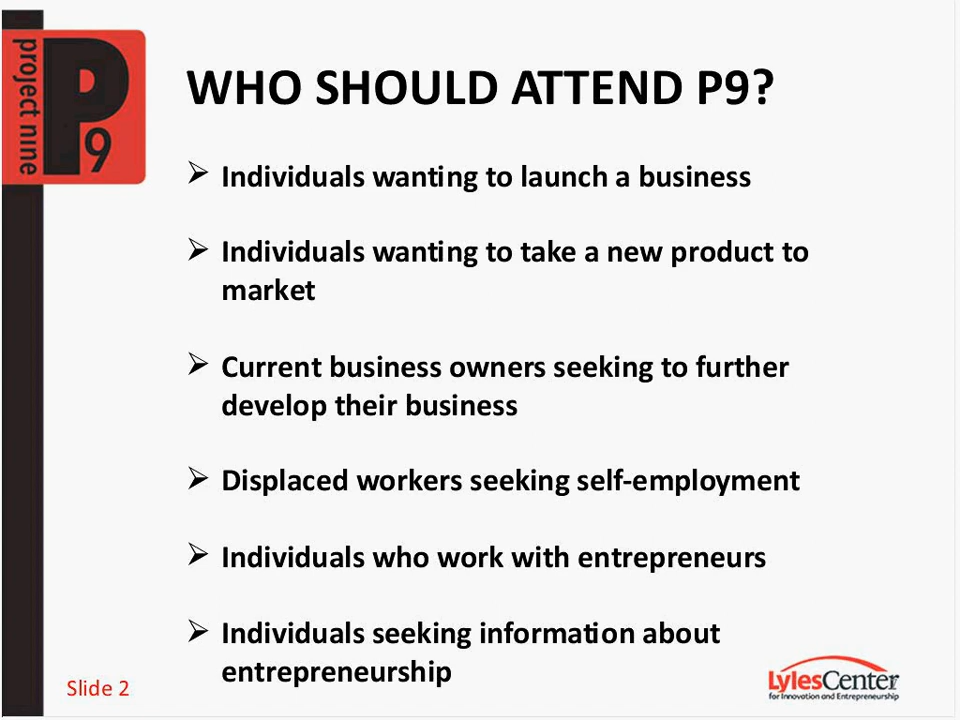 project nine
P
9
WHO SHOULD ATTEND P9?
➢ Individuals wanting to launch a business
➢ Individuals wanting to take a new product to
market
➢ Current business owners seeking to further
develop their business
➢ Displaced workers seeking self-employment
➢ Individuals who work with entrepreneurs
➢ Individuals seeking information about
entrepreneurship
Slide 2
LylesCenter
for Innovation and Entrepreneurship